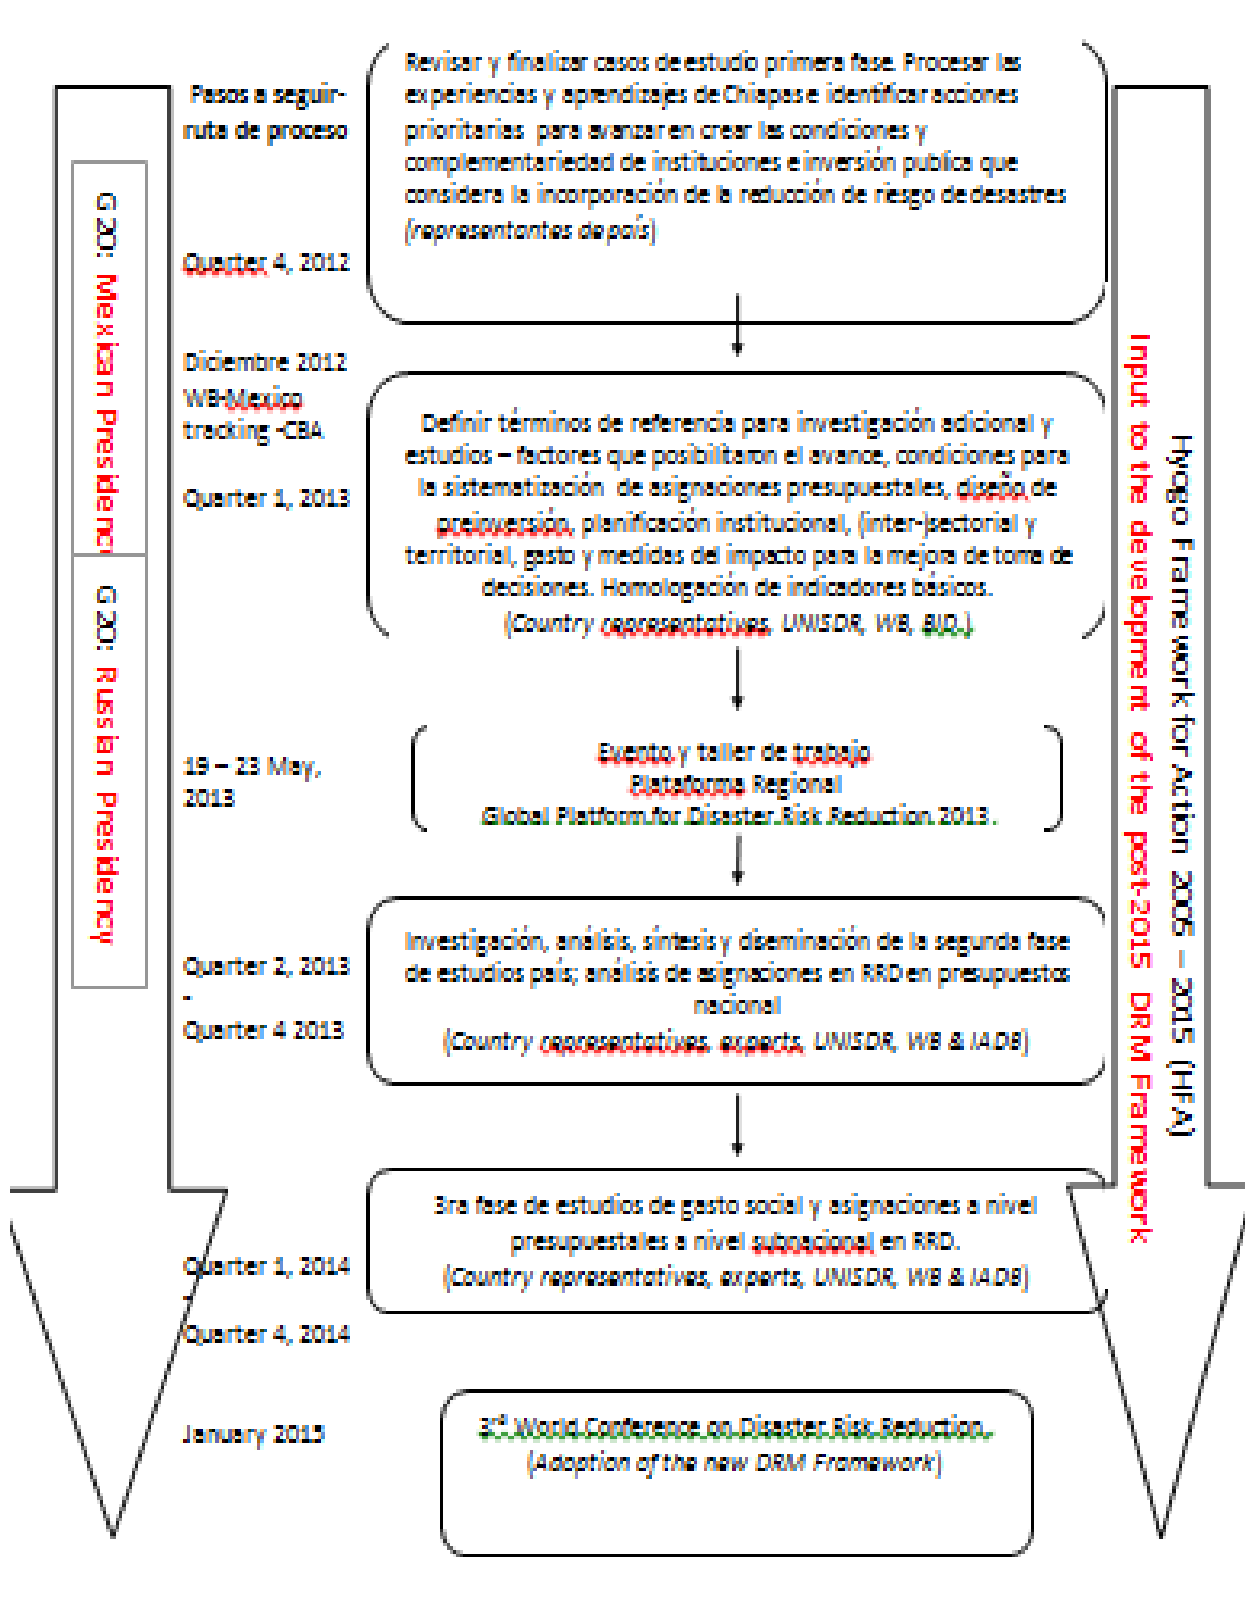 Pasos a seguir-
ruta de proceso
Revisar y finalizar casos de estudio primera fase. Procesar las
experiencias y aprendizajes de Chiapas e identificar acciones
prioritarias para avanzar en crear las condiciones y
complementariedad de instituciones e inversión publica que
considera la incorporación de la reducción de riesgo de desastres
(representantes de país)
Quarter 4, 2012
Diciembre 2012
WB-Mexico
tracking -CBA
Quarter 1, 2013
Definir términos de referencia para investigación adicional y
estudios – factores que posibilitaron el avance, condiciones para
la sistematización de asignaciones presupuestales, diseño de
preinversión, planificación institucional, (inter-)sectorial y
territorial, gasto y medidas del impacto para la mejora de toma de
decisiones. Homologación de indicadores básicos.
(Country representatives, UNISDR, WB, BID.)
19 – 23 May,
2013
Evento y taller de trabajo
Plataforma Regional
Global Platform for Disaster Risk Reduction 2013.
Quarter 2, 2013
-
Quarter 4 2013
Investigación, análisis, síntesis y diseminación de la segunda fase
de estudios país; análisis de asignaciones en RRD en presupuestos
nacional
(Country representatives, experts, UNISDR, WB & IADB)
Quarter 1, 2014
-
Quarter 4, 2014
3ra fase de estudios de gasto social y asignaciones a nivel
presupuestales a nivel subnacional en RRD.
(Country representatives, experts, UNISDR, WB & IADB)
January 2015
3rd World Conference on Disaster Risk Reduction.
(Adoption of the new DRM Framework)
G20: Mexican Presidenc
G20: Russian Presidency
Hyogo Framework for Action 2005 – 2015 (HFA)
Input to the development of the post-2015 DRM Framework